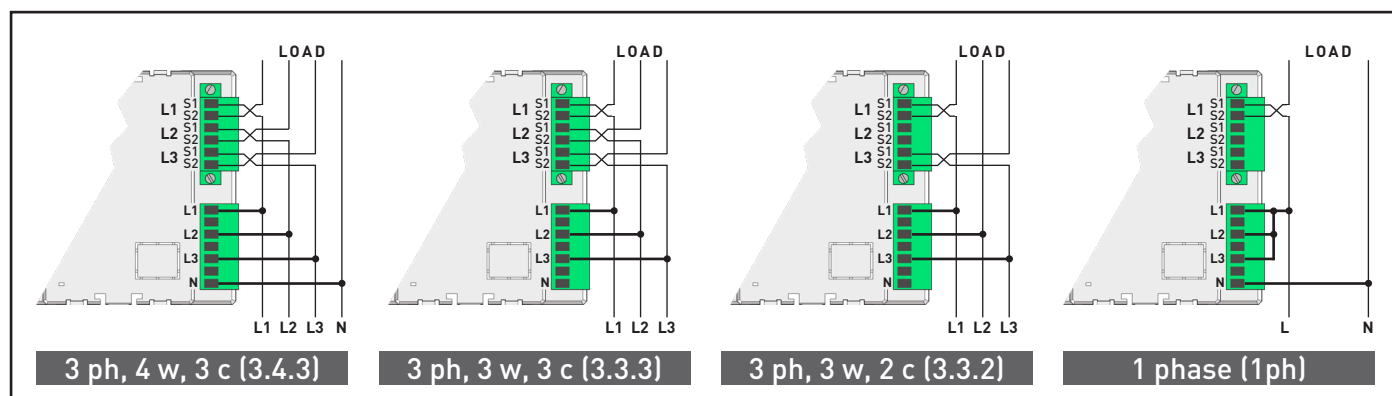 LOAD
L1 S1
S2
L2 S1
S2
L3 S1
S2
L1
L2
L3
N
L1 L2 L3 N
3 ph, 4 w, 3 c (3.4.3)
LOAD
L1 S1
S2
L2 S1
S2
L3 S1
S2
L1
L2
L3
N
L1 L2 L3
3 ph, 3 w, 3 c (3.3.3)
LOAD
L1 S1
S2
L2 S1
S2
L3 S1
S2
L1
L2
L3
N
L1 L2 L3
3 ph, 3 w, 2 c (3.3.2)
LOAD
L1 S1
S2
L2 S1
S2
L3 S1
S2
L1
L2
L3
N
L N
1 phase (1ph)